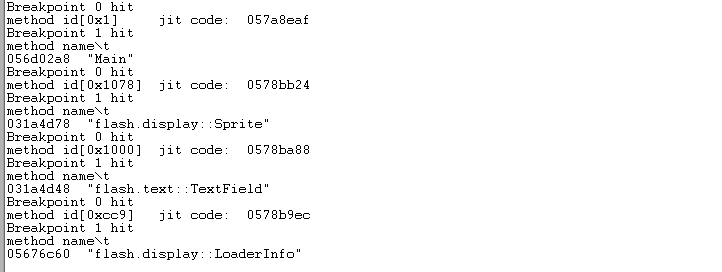 Breakpoint 0 hit
method id[0x1]     jit code:  057a8eaf
Breakpoint 1 hit
method name\t
056d02a8  "Main"
Breakpoint 0 hit
method id[0x1078]  jit code:  0578bb24
Breakpoint 1 hit
method name\t
031a4d78  "flash.display::Sprite"
Breakpoint 0 hit
method id[0x1000]  jit code:  0578ba88
Breakpoint 1 hit
method name\t
031a4d48  "flash.text::TextField"
Breakpoint 0 hit
method id[0xcc9]   jit code:  0578b9ec
Breakpoint 1 hit
method name\t
05676c60  "flash.display::LoaderInfo"